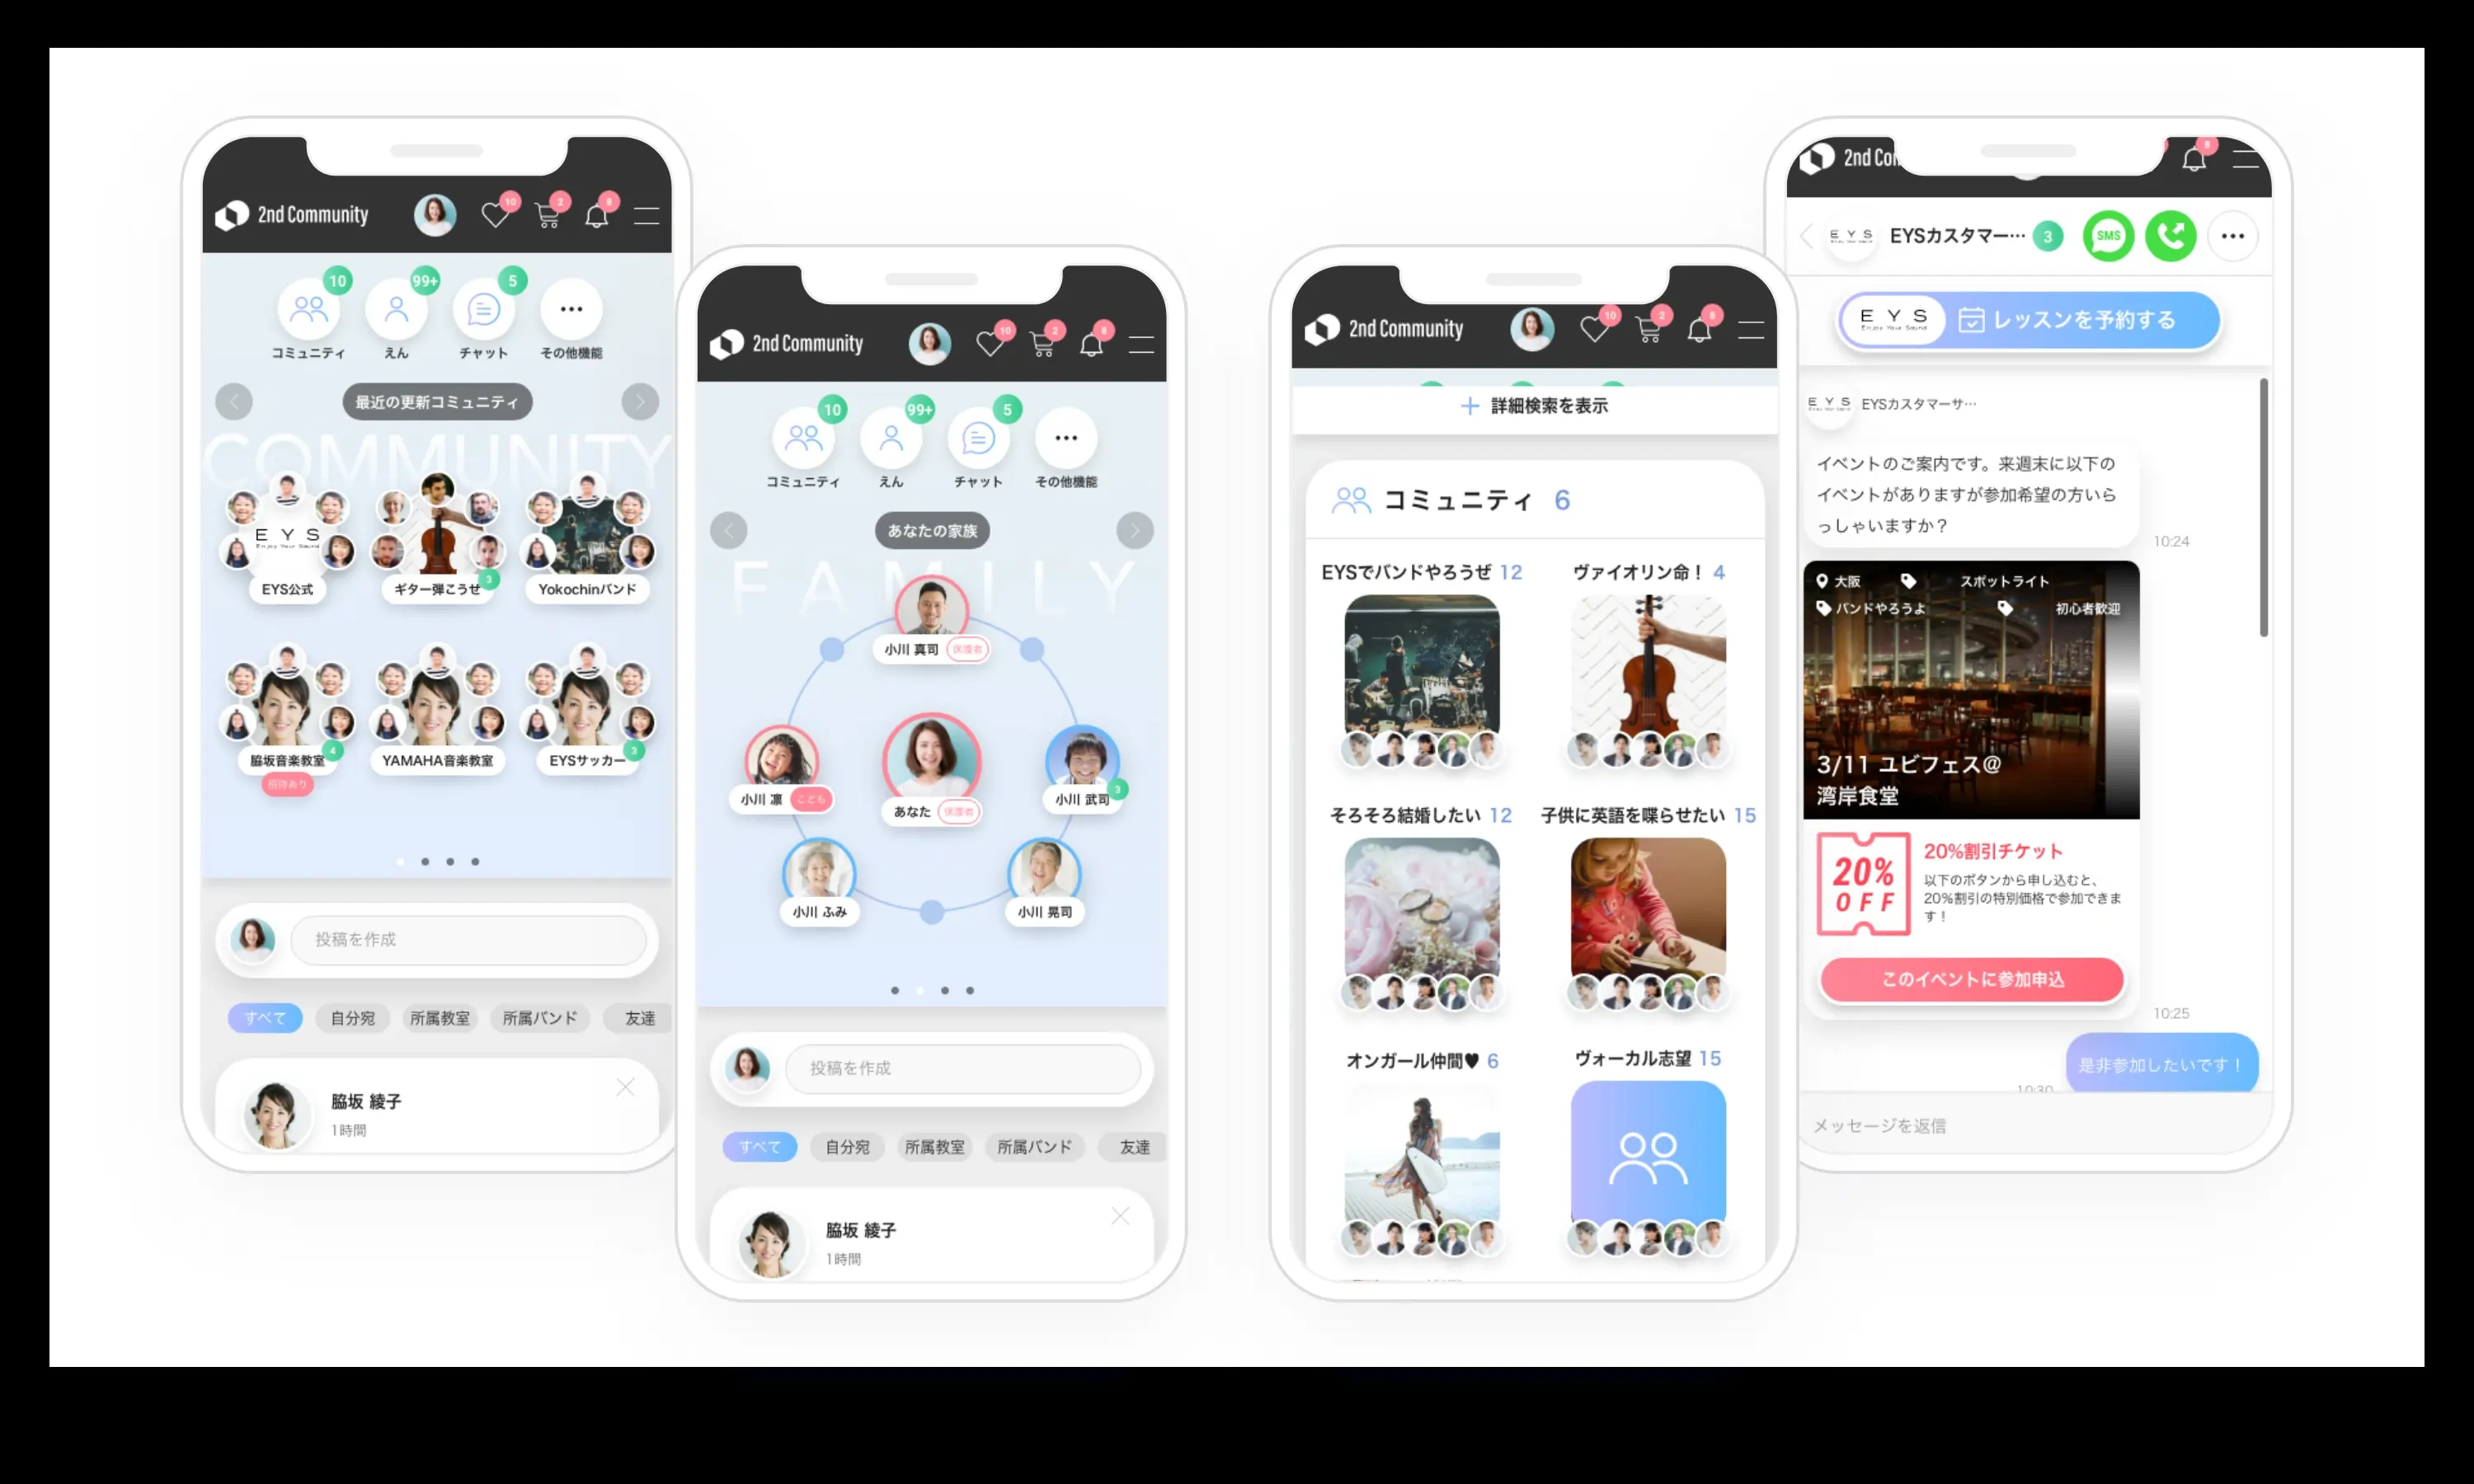 2nd Community
10
2
8
10
99+
5
コミュニティ
えん
チャット
その他機能
最近の更新コミュニティ
COMMUNITY
E Y S
Enjoy Your Sound
EYS公式
ギター弾こうせ
3
Yokochinバンド
脇坂音楽教室
4
招待あり
YAMAHA音楽教室
EYSサッカー
3
投稿を作成
すべて
自分宛
所属教室
所属バンド
友達
脇坂 綾子
1時間
2nd Community
10
2
8
10
99+
5
コミュニティ
えん
チャット
その他機能
あなたの家族
FAMILY
小川 真司
保護者
小川 凛
こども
あなた
保護者
小川 武司
3
小川 ふみ
小川 晃司
投稿を作成
すべて
自分宛
所属教室
所属バンド
友達
脇坂 綾子
1時間
2nd Community
10
2
8
詳細検索を表示
コミュニティ 6
EYSでバンドやろうぜ 12
ヴァイオリン命！ 4
そろそろ結婚したい 12
子供に英語を喋らせたい 15
オンガール仲間♥ 6
ヴォーカル志望 15
2nd Con
8
E Y S
EYSカスタマー…
3
SMS
E Y S
Enjoy Your Sound
レッスンを予約する
E Y S
EYSカスタマーサ…
イベントのご案内です。来週末に以下の
イベントがありますが参加希望の方いら
っしゃいますか？
10:24
大阪
スポットライト
バンドやろうよ
初心者歓迎
3/11 ユビフェス@
湾岸食堂
20%
OFF
20%割引チケット
以下のボタンから申し込むと、
20%割引の特別価格で参加できま
す！
このイベントに参加申込
10:25
是非参加したいです！
10:30
メッセージを返信